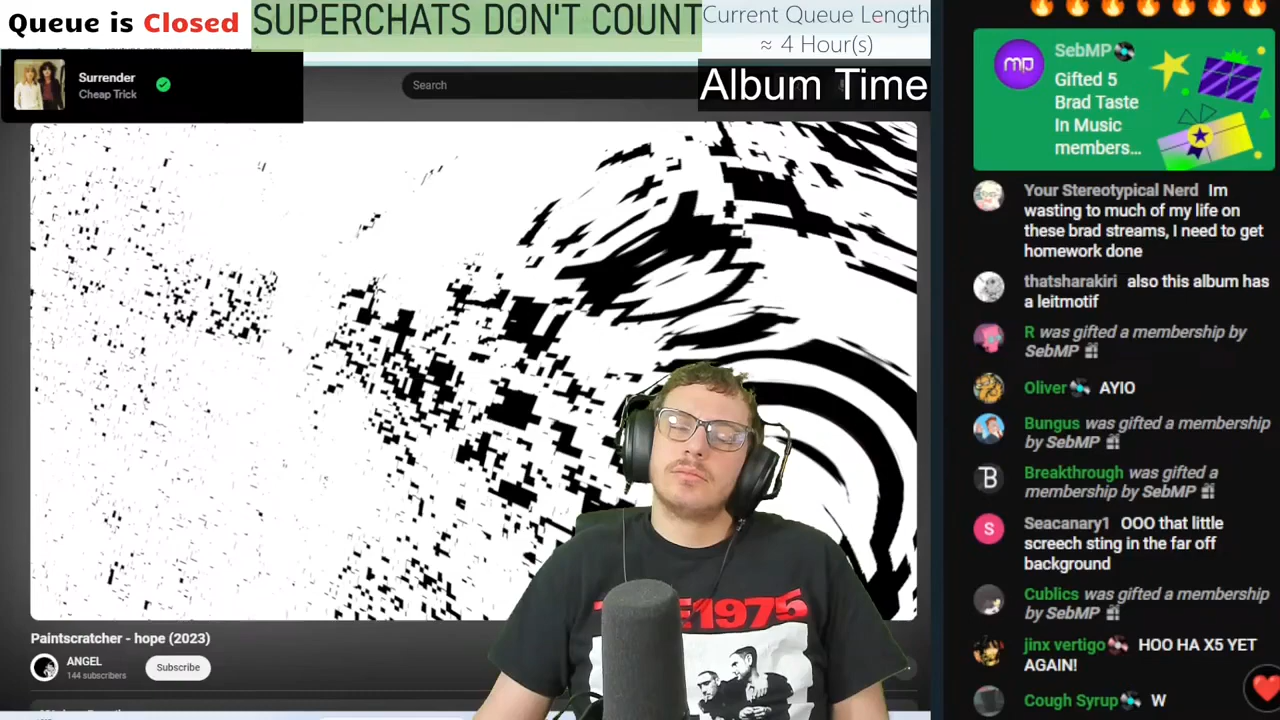 Queue is Closed
SUPERCHATS DON'T COUNT
Current Queue Length
≈ 4 Hour(s)
Album Time
Surrender
Cheap Trick
Search
Paintscratcher - hope (2023)
ANGEL
144 subscribers
Subscribe
1975
SebMP
Gifted 5
Brad Taste
In Music
members...
Your Stereotypical Nerd Im
wasting to much of my life on
these brad streams, I need to get
homework done
thatsharakiri also this album has
a leitmotif
R was gifted a membership by
SebMP
Oliver AYIO
Bungus was gifted a membership
by SebMP
Breakthrough was gifted a
membership by SebMP
Seacanary1 OOO that little
screech sting in the far off
background
Cublics was gifted a membership
by SebMP
jinx vertigo HOO HA X5 YET
AGAIN!
Cough Syrup W